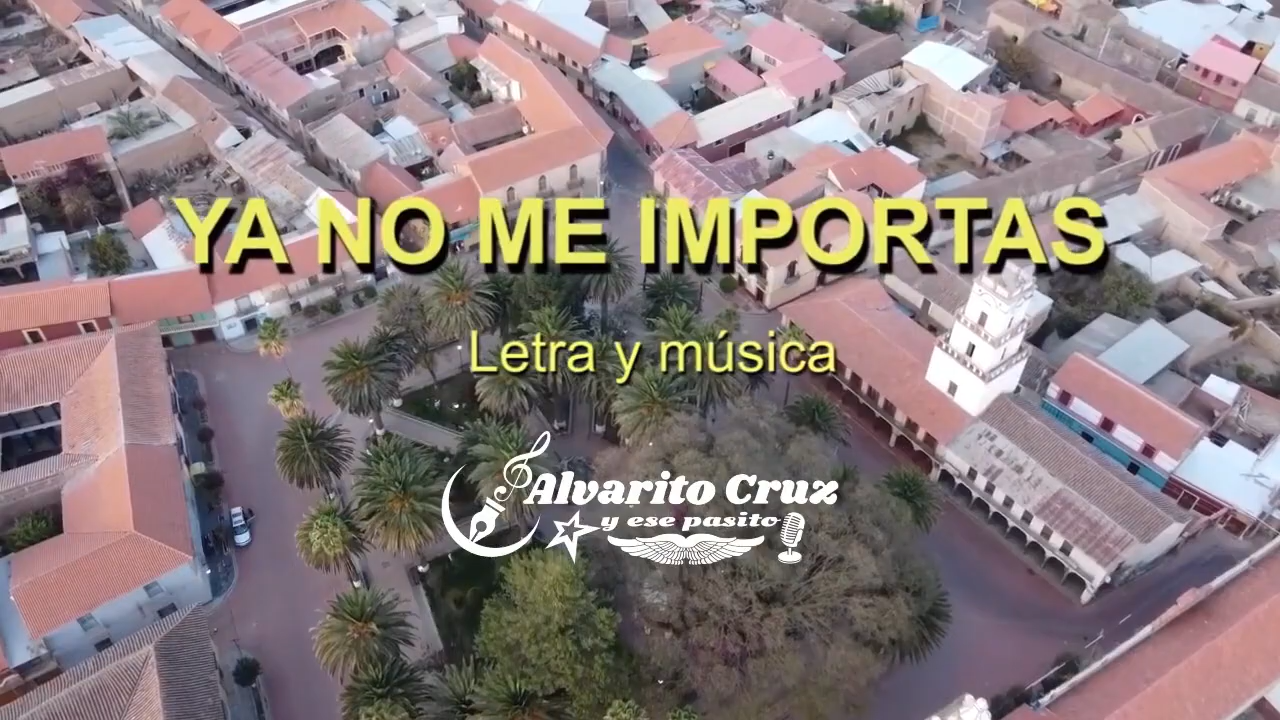 YA NO ME IMPORTAS
Letra y música
Alvarito Cruz
y ese pasito